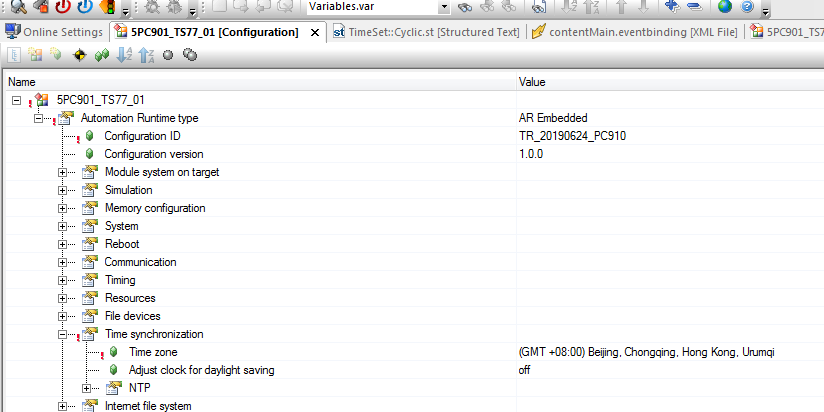 Variables.var
Online Settings
5PC901_TS77_01 [Configuration]
TimeSet::Cyclic.st [Structured Text]
contentMain.eventbinding [XML File]
5PC901_TS7
Name Value
5PC901_TS77_01
Automation Runtime type AR Embedded
Configuration ID TR_20190624_PC910
Configuration version 1.0.0
Module system on target
Simulation
Memory configuration
System
Reboot
Communication
Timing
Resources
File devices
Time synchronization
Time zone (GMT +08:00) Beijing, Chongqing, Hong Kong, Urumqi
Adjust clock for daylight saving off
NTP
Internet file system